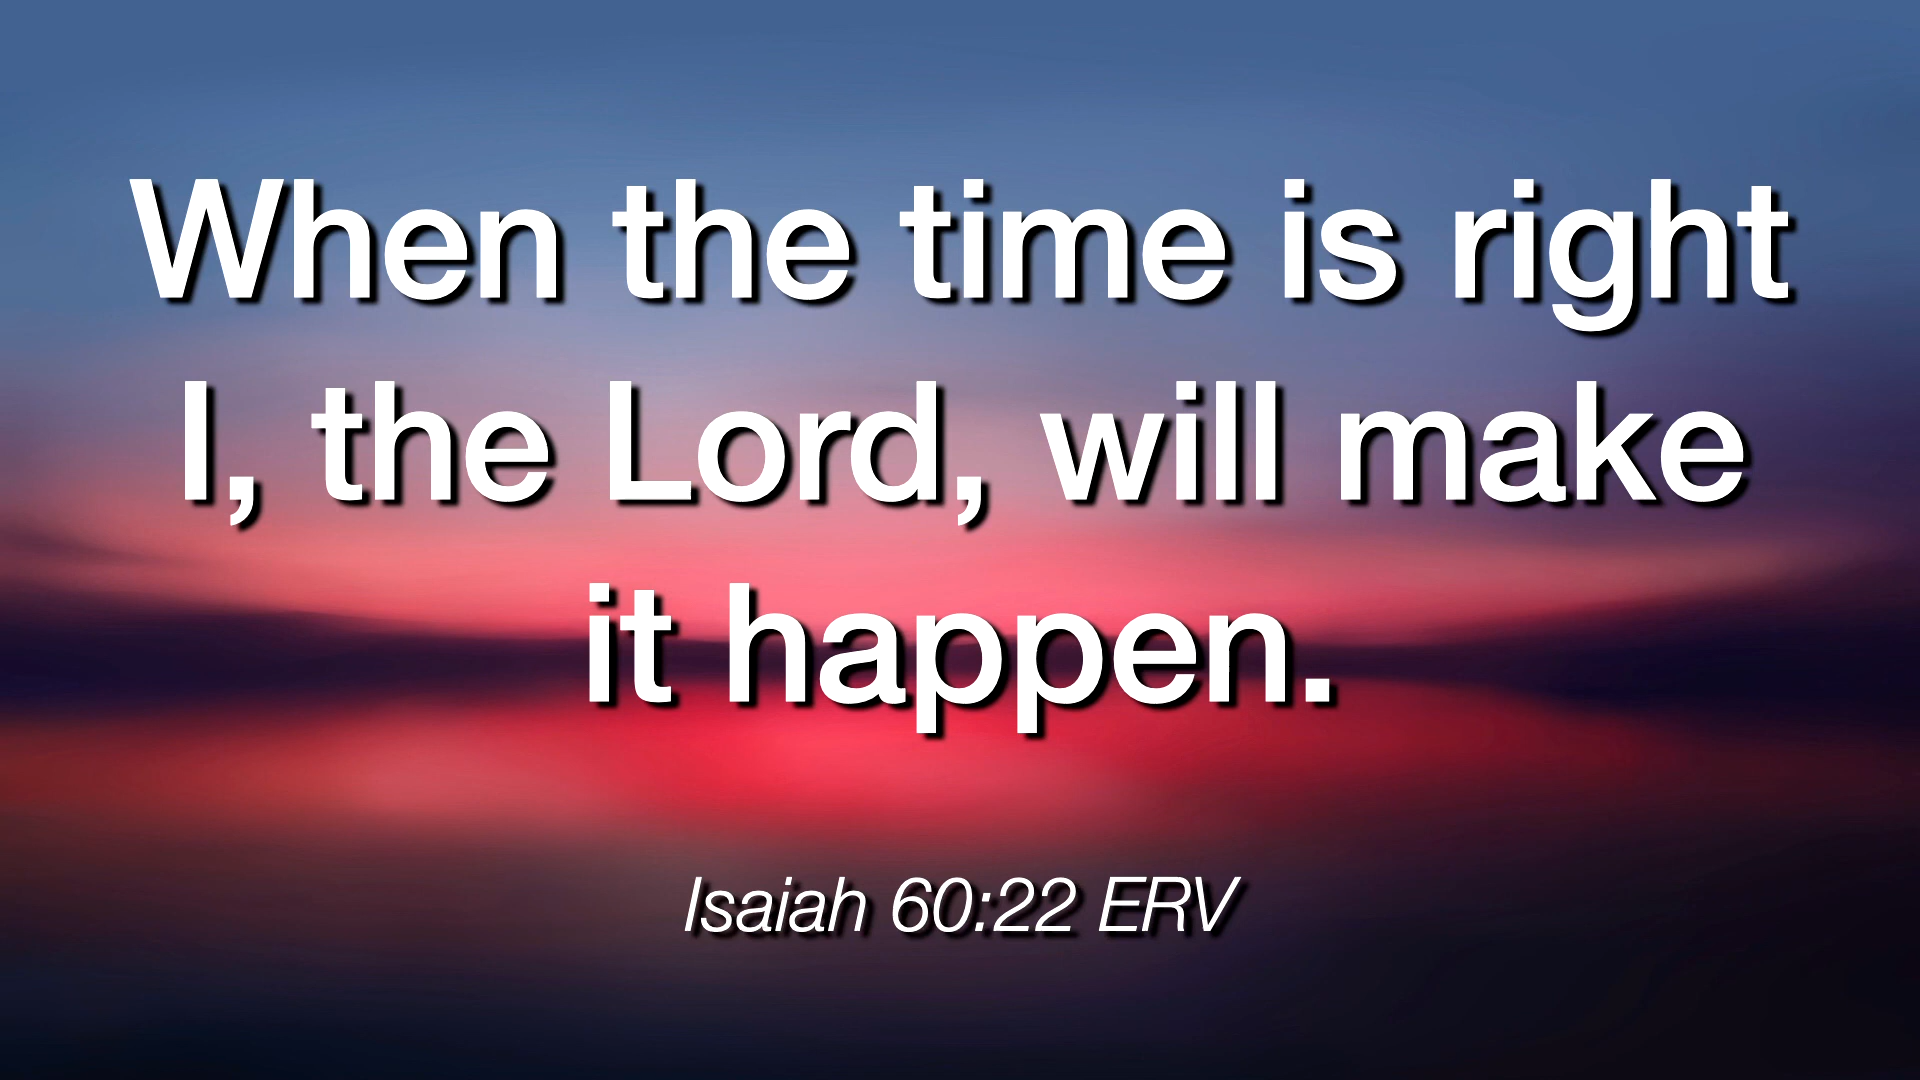 When the time is right
I, the Lord, will make
it happen.
Isaiah 60:22 ERV